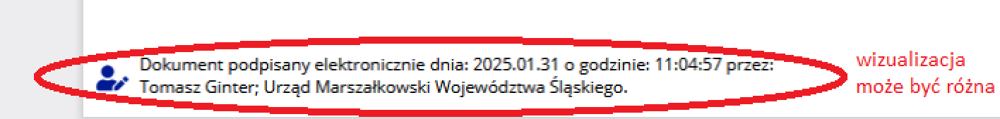 Dokument podpisany elektronicznie dnia: 2025.01.31 o godzinie: 11:04:57 przez:
Tomasz Ginter; Urząd Marszałkowski Województwa Śląskiego.
wizualizacja
może być różna